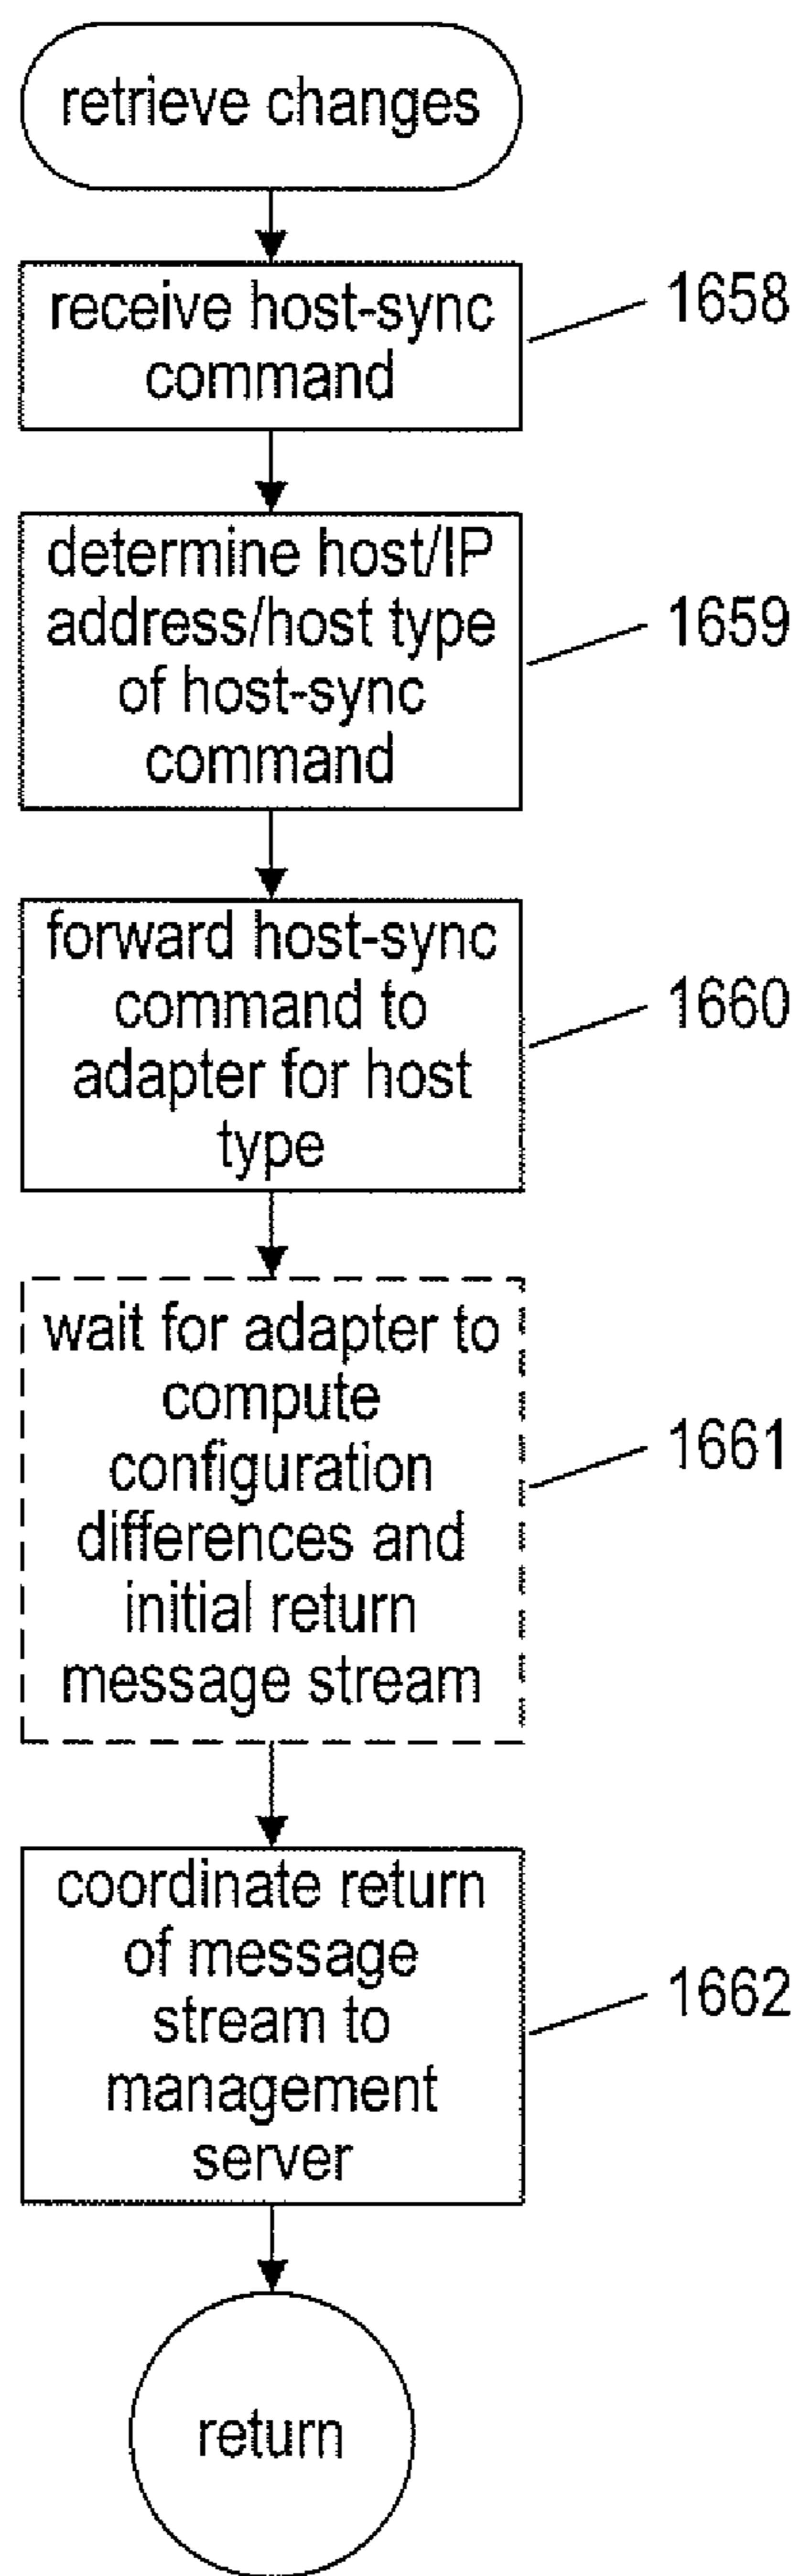 retrieve changes
receive host-sync
command
1658
determine host/IP
address/host type
of host-sync
command
1659
forward host-sync
command to
adapter for host
type
1660
wait for adapter to
compute
configuration
differences and
initial return
message stream
1661
coordinate return
of message
stream to
management
server
1662
return